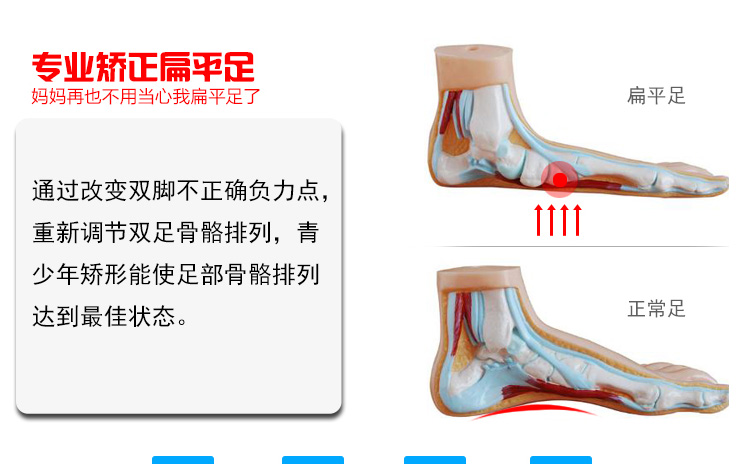 专业矫正扁平足
妈妈再也不用当心我扁平足了
通过改变双脚不正确负力点，
重新调节双足骨骼排列，青
少年矫形能使足部骨骼排列
达到最佳状态。
扁平足
正常足